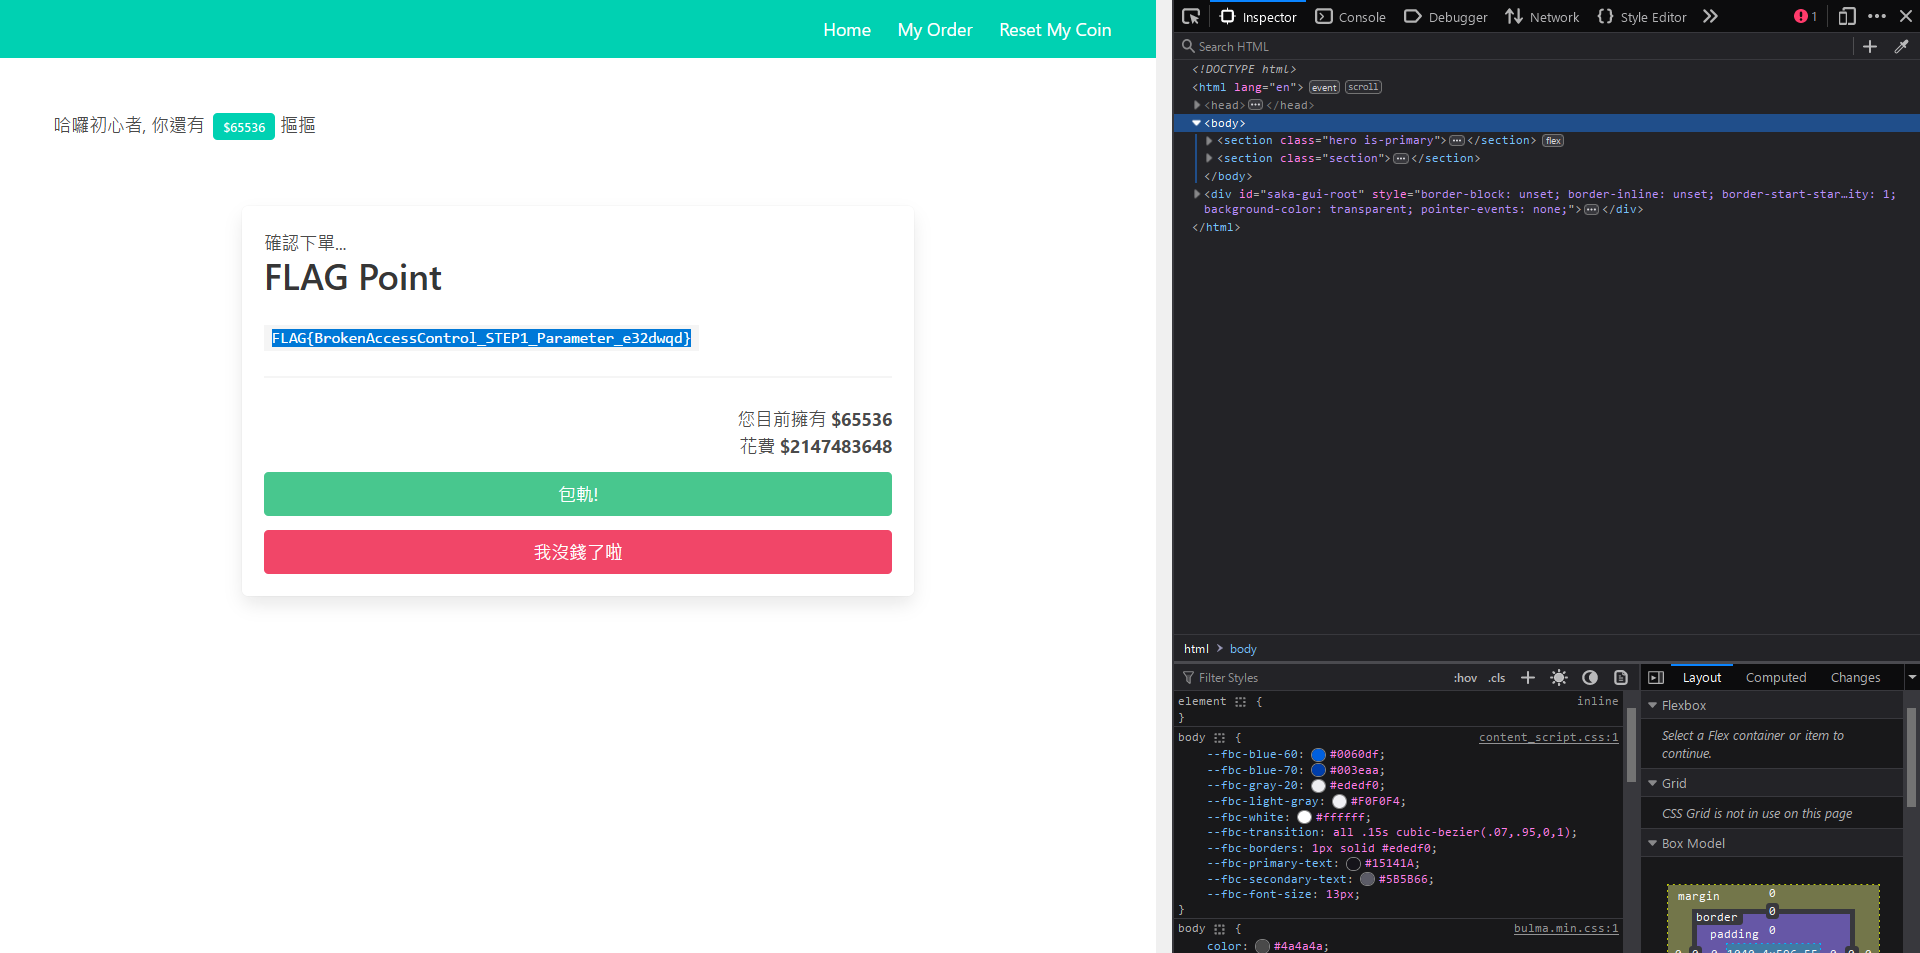 Home My Order Reset My Coin
哈囉初心者, 你還有 $65536 摳摳
確認下單...
FLAG Point
FLAG{BrokenAccessControl_STEP1_Parameter_e32dwqd}
您目前擁有 $65536
花費 $2147483648
包軌!
我沒錢了啦
Inspector Console Debugger Network Style Editor 1
Search HTML
<!DOCTYPE html>
<html lang="en"> event scroll
<head> ••• </head>
<body>
<section class="hero is-primary"> ••• </section> flex
<section class="section"> ••• </section>
</body>
<div id="saka-gui-root" style="border-block: unset; border-inline: unset; border-start-star…ity: 1;
background-color: transparent; pointer-events: none;"> ••• </div>
</html>
html > body
Filter Styles :hov .cls
element { inline
}
body { content_script.css:1
--fbc-blue-60: #0060df;
--fbc-blue-70: #003eaa;
--fbc-gray-20: #ededf0;
--fbc-light-gray: #F0F0F4;
--fbc-white: #ffffff;
--fbc-transition: all .15s cubic-bezier(.07,.95,0,1);
--fbc-borders: 1px solid #ededf0;
--fbc-primary-text: #15141A;
--fbc-secondary-text: #5B5B66;
--fbc-font-size: 13px;
}
body { bulma.min.css:1
color: #4a4a4a;
Layout Computed Changes
Flexbox
Select a Flex container or item to
continue.
Grid
CSS Grid is not in use on this page
Box Model
margin 0
border 0
padding 0